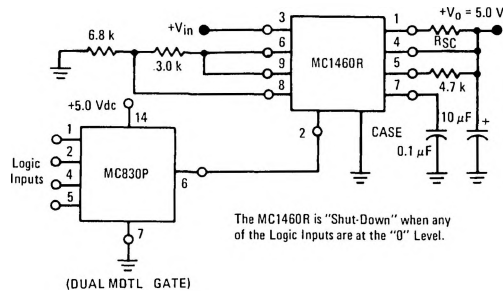 +Vin
3
1
+Vo = 5.0 V
6.8 k
3.0 k
6
4
RSC
9
MC1460R
5
8
7
4.7 k
+5.0 Vdc
14
2
CASE
10 µF
+
0.1 µF
1
2
Logic
Inputs
4
5
MC830P
6
7
The MC1460R is "Shut-Down" when any
of the Logic Inputs are at the "0" Level.
(DUAL MDTL GATE)